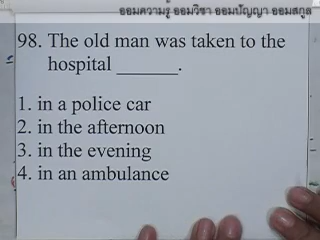 ออมความรู้ ออมวิชา ออมปัญญา ออมสกูล
98. The old man was taken to the
hospital ______.
1. in a police car
2. in the afternoon
3. in the evening
4. in an ambulance